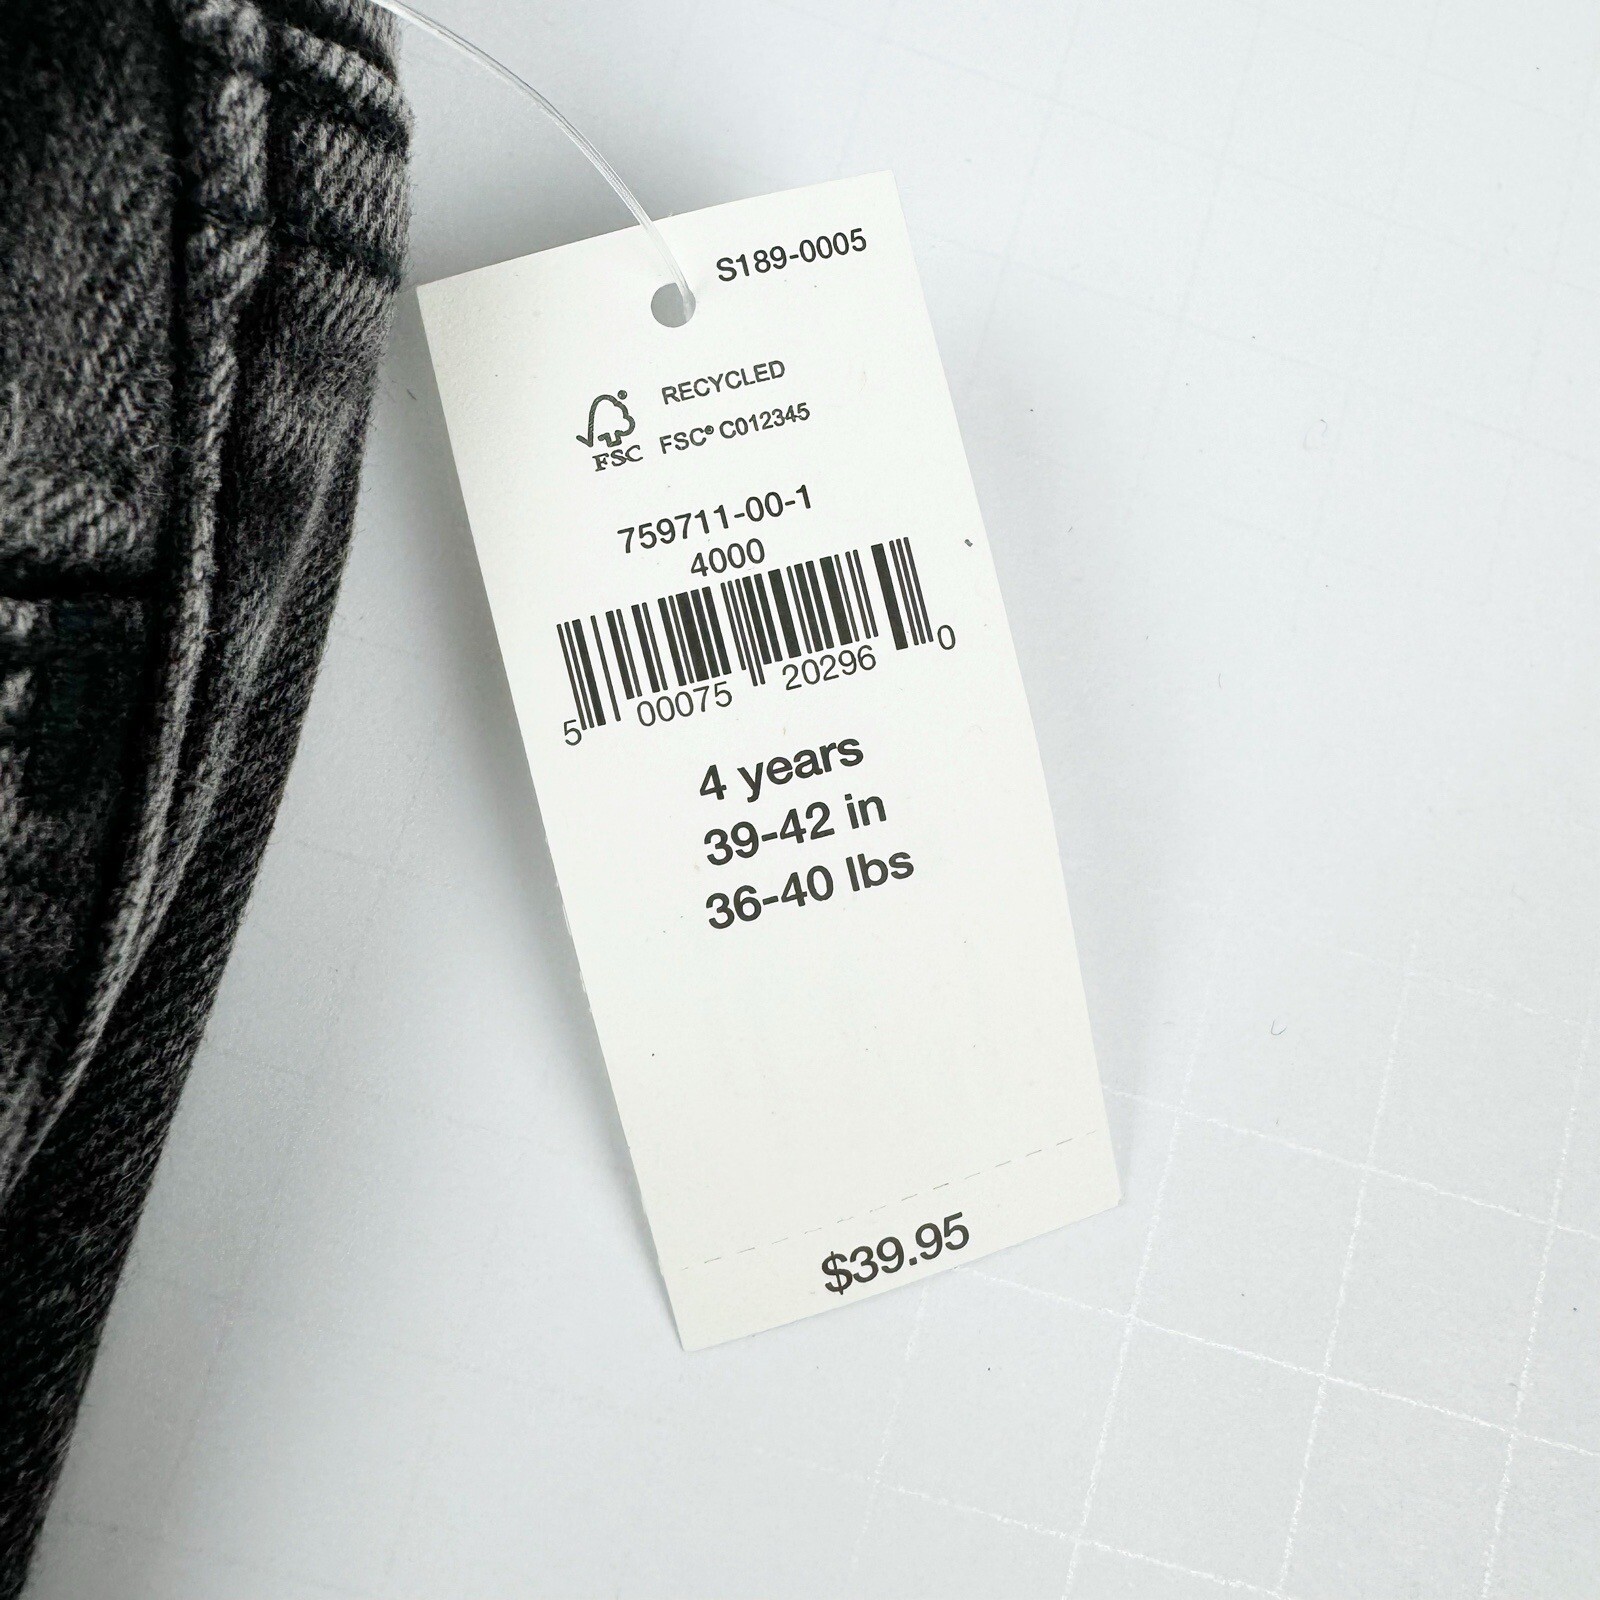 S189-0005
RECYCLED
FSC® C012345
FSC
759711-00-1
4000
5 00075 20296 0
4 years
39-42 in
36-40 lbs
$39.95